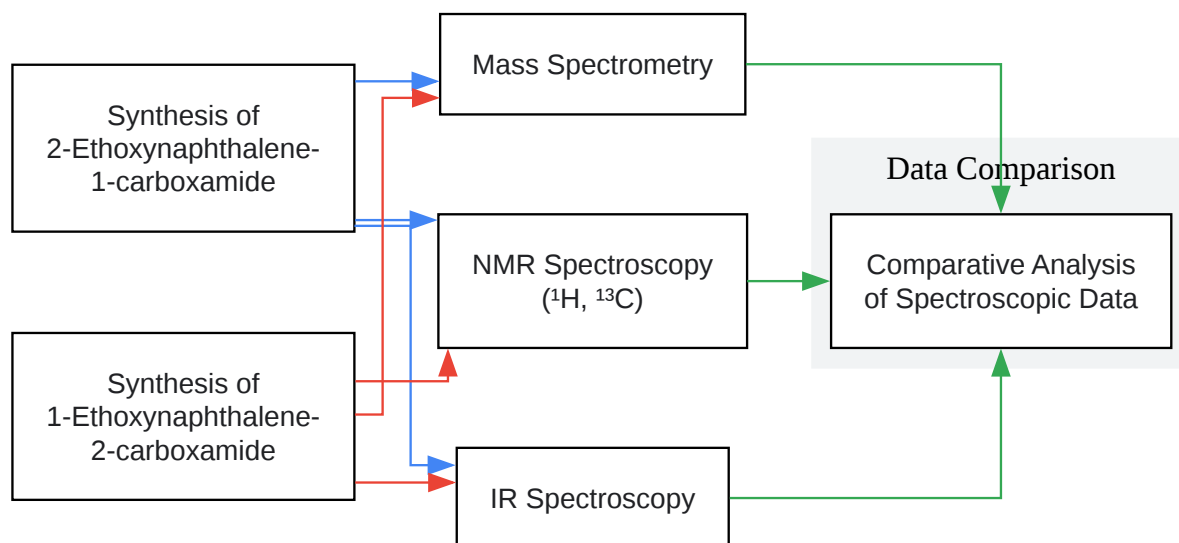 Synthesis of
2-Ethoxynaphthalene-
1-carboxamide
Synthesis of
1-Ethoxynaphthalene-
2-carboxamide
Mass Spectrometry
NMR Spectroscopy
(¹H, ¹³C)
IR Spectroscopy
Data Comparison
Comparative Analysis
of Spectroscopic Data